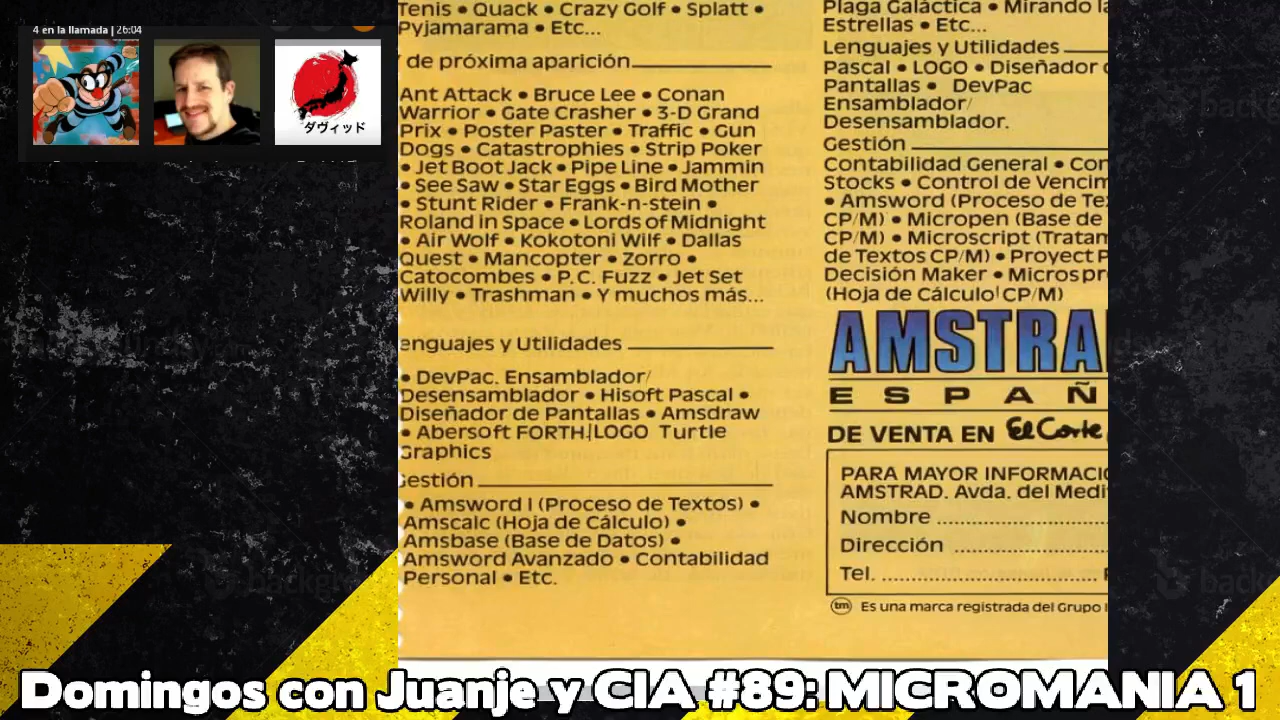 4 en la llamada | 26:04
ダヴィッド
Tenis • Quack • Crazy Golf • Splatt •
Pyjamarama • Etc...
de próxima aparición
Ant Attack • Bruce Lee • Conan
Warrior • Gate Crasher • 3-D Grand
Prix • Poster Paster • Traffic • Gun
Dogs • Catastrophies • Strip Poker
• Jet Boot Jack • Pipe Line • Jammin
• See Saw • Star Eggs • Bird Mother
• Stunt Rider • Frank-n-stein •
Roland in Space • Lords of Midnight
• Air Wolf • Kokotoni Wilf • Dallas
Quest • Mancopter • Zorro •
Catocombes • P.C. Fuzz • Jet Set
Willy • Trashman • Y muchos más...
enguajes y Utilidades
• DevPac. Ensamblador/
Desensamblador • Hisoft Pascal •
Diseñador de Pantallas • Amsdraw
• Abersoft FORTH/LOGO Turtle
Graphics
Gestión
• Amsword I (Proceso de Textos) •
Amscalc (Hoja de Cálculo) •
Amsbase (Base de Datos) •
Amsword Avanzado • Contabilidad
Personal • Etc.
Plaga Galáctica • Mirando la
Estrellas • Etc...
Lenguajes y Utilidades
Pascal • LOGO • Diseñador
Pantallas • DevPac
Ensamblador/
Desensamblador.
Gestión
Contabilidad General • Con
Stocks • Control de Vencim
• Amsword (Proceso de Te
CP/M) • Micropen (Base de
CP/M) • Microscript (Tratam
de Textos CP/M) • Proyect P
Decisión Maker • Microspr
(Hoja de Cálculo CP/M)
AMSTRA
ESPAÑ
DE VENTA EN El Corte
PARA MAYOR INFORMACIO
AMSTRAD. Avda. del Medi
Nombre
Dirección
Tel.
tm Es una marca registrada del Grupo I
Domingos con Juanje y CIA #89: MICROMANIA 1